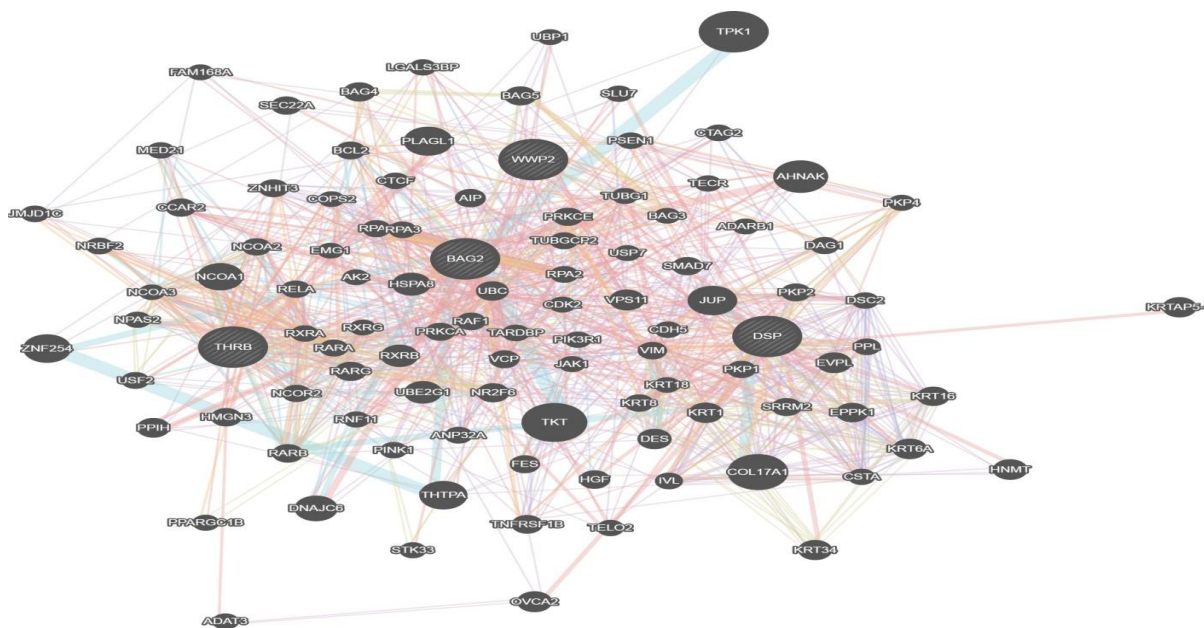 TPK1
UBP1
FAM168A
LGALS3BP
BAG4
BAG5
SLU7
SEC22A
CTAG2
PLAGL1
PSEN1
MED21
BCL2
WWP2
CTCF
AHNAK
ZNHIT3
COPS2
AIP
TUBG1
TECR
PKP4
JMJD1C
CCAR2
PRKCE
BAG3
ADARB1
RPA3
TUBGCP2
NRBF2
NCOA2
EMG1
USP7
DAG1
BAG2
SMAD7
NCOA1
AK2
HSPA8
RPA2
NCOA3
RELA
UBC
CDK2
VPS11
JUP
PKP2
DSC2
KRTAP5-
NPAS2
RXRA
RXRG
PRKCA
RAF1
TARDBP
PIK3R1
CDH5
DSP
ZNF254
THRB
RARA
RXRB
VCP
JAK1
VIM
PPL
EVPL
USF2
RARG
PKP1
NCOR2
UBE2G1
NR2F6
KRT18
KRT8
KRT16
HMGN3
RNF11
TKT
KRT1
SRRM2
EPPK1
PPIH
ANP32A
DES
RARB
PINK1
KRT6A
FES
HGF
IVL
COL17A1
CSTA
HNMT
THTPA
DNAJC6
PPARGC1B
TNFRSF1B
TELO2
STK33
KRT34
OVCA2
ADAT3